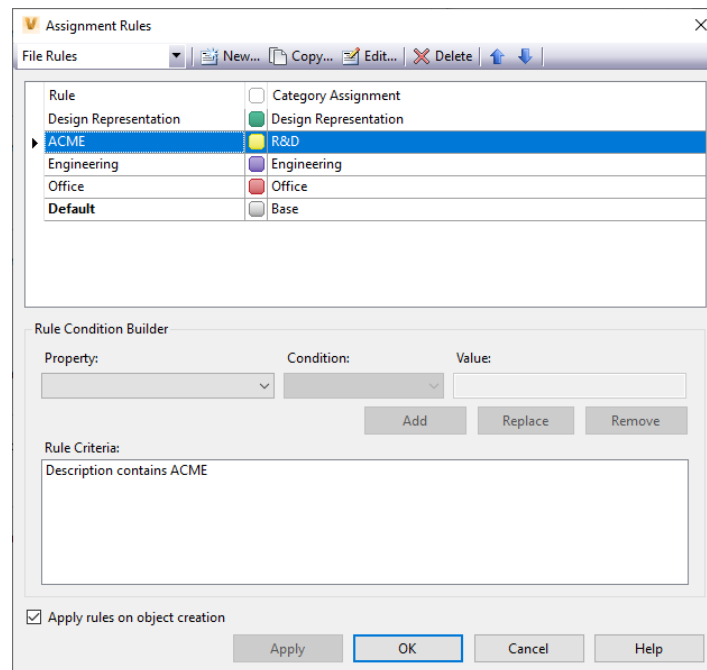 Assignment Rules
File Rules New... Copy... Edit... Delete
Rule Category Assignment
Design Representation Design Representation
ACME R&D
Engineering Engineering
Office Office
Default Base
Rule Condition Builder
Property: Condition: Value:
Add Replace Remove
Rule Criteria:
Description contains ACME
Apply rules on object creation
Apply OK Cancel Help